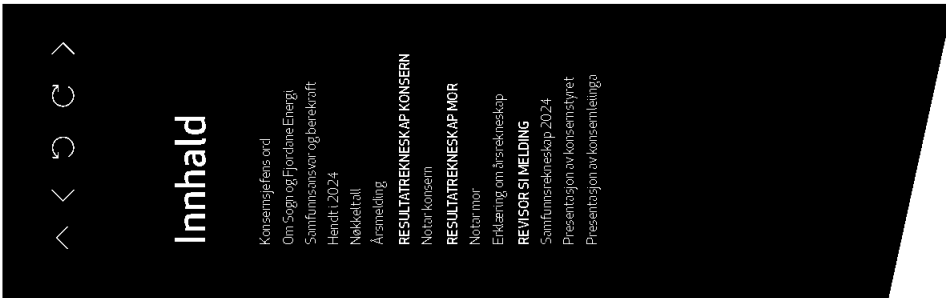 Innhald
Konsernsjefens ord
Om Sogn og Fjordane Energi
Samfunnsansvar og berekraft
Hendt i 2024
Nøkkeltall
Årsmelding
RESULTATREKNESKAP KONSERN
Notar konsern
RESULTATREKNESKAP MOR
Notar mor
Erklæring om årsrekneskap
REVISOR SI MELDING
Samfunnsrekneskap 2024
Presentasjon av konsernstyret
Presentasjon av konsernleiinga